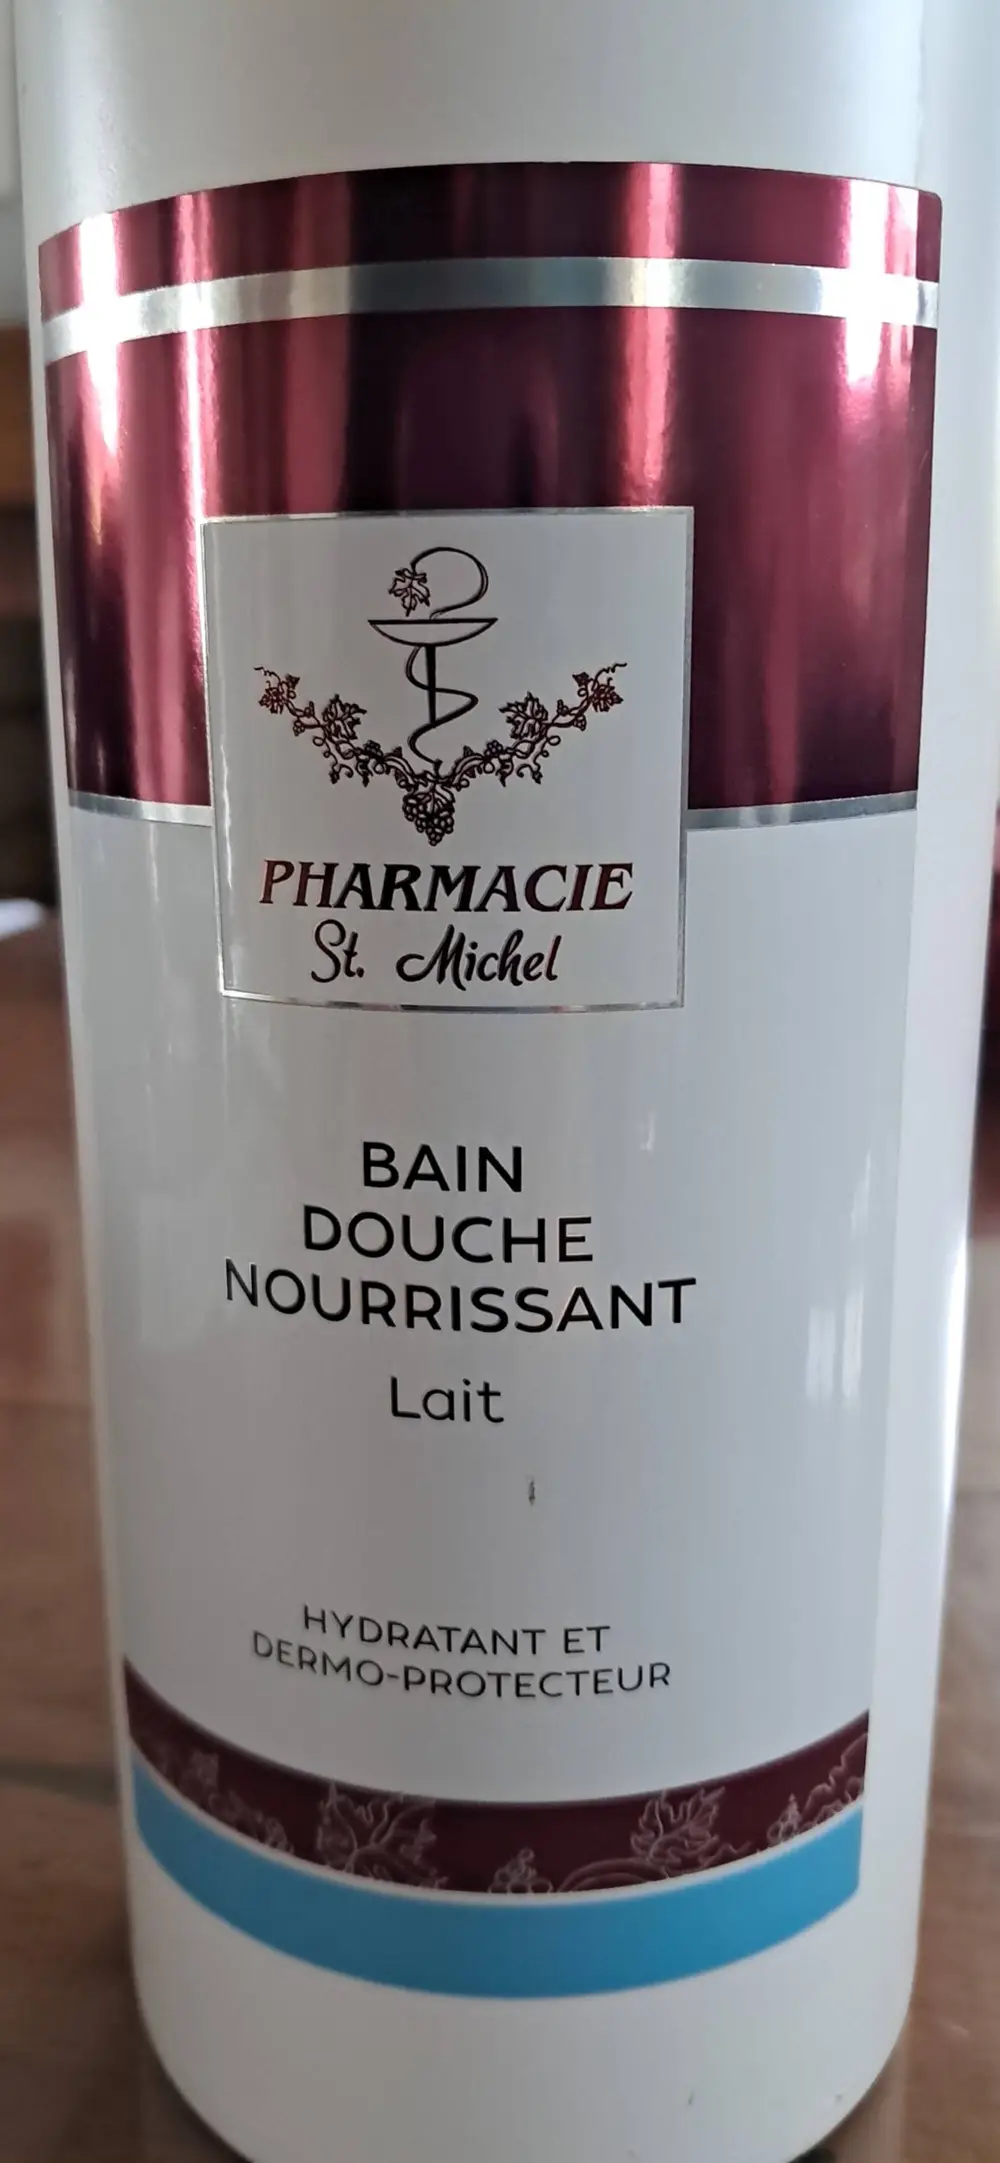 PHARMACIE
St. Michel
BAIN
DOUCHE
NOURRISSANT
Lait
HYDRATANT ET
DERMO-PROTECTEUR